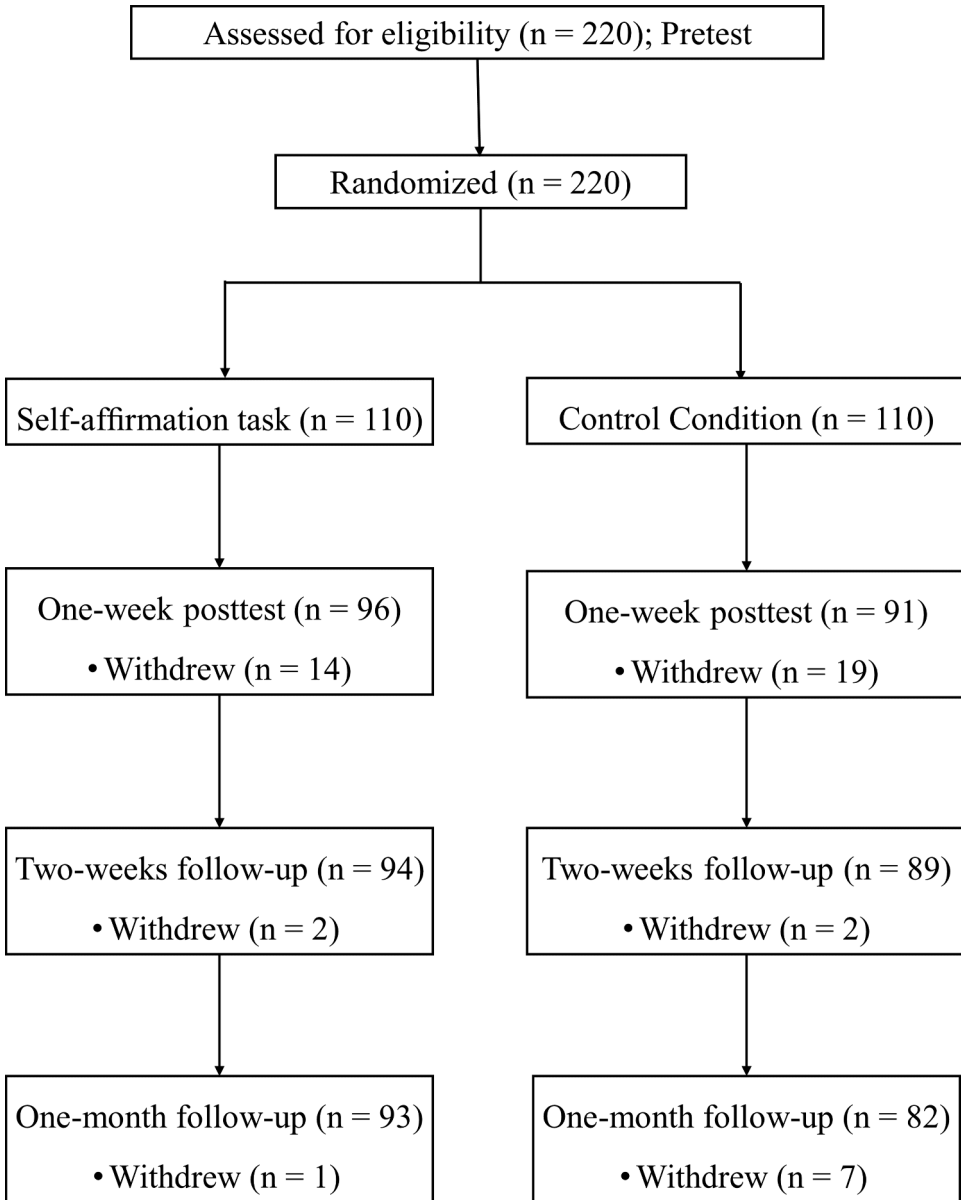 Assessed for eligibility (n = 220); Pretest
Randomized (n = 220)
Self-affirmation task (n = 110)
Control Condition (n = 110)
One-week posttest (n = 96)
• Withdrew (n = 14)
One-week posttest (n = 91)
• Withdrew (n = 19)
Two-weeks follow-up (n = 94)
• Withdrew (n = 2)
Two-weeks follow-up (n = 89)
• Withdrew (n = 2)
One-month follow-up (n = 93)
• Withdrew (n = 1)
One-month follow-up (n = 82)
• Withdrew (n = 7)